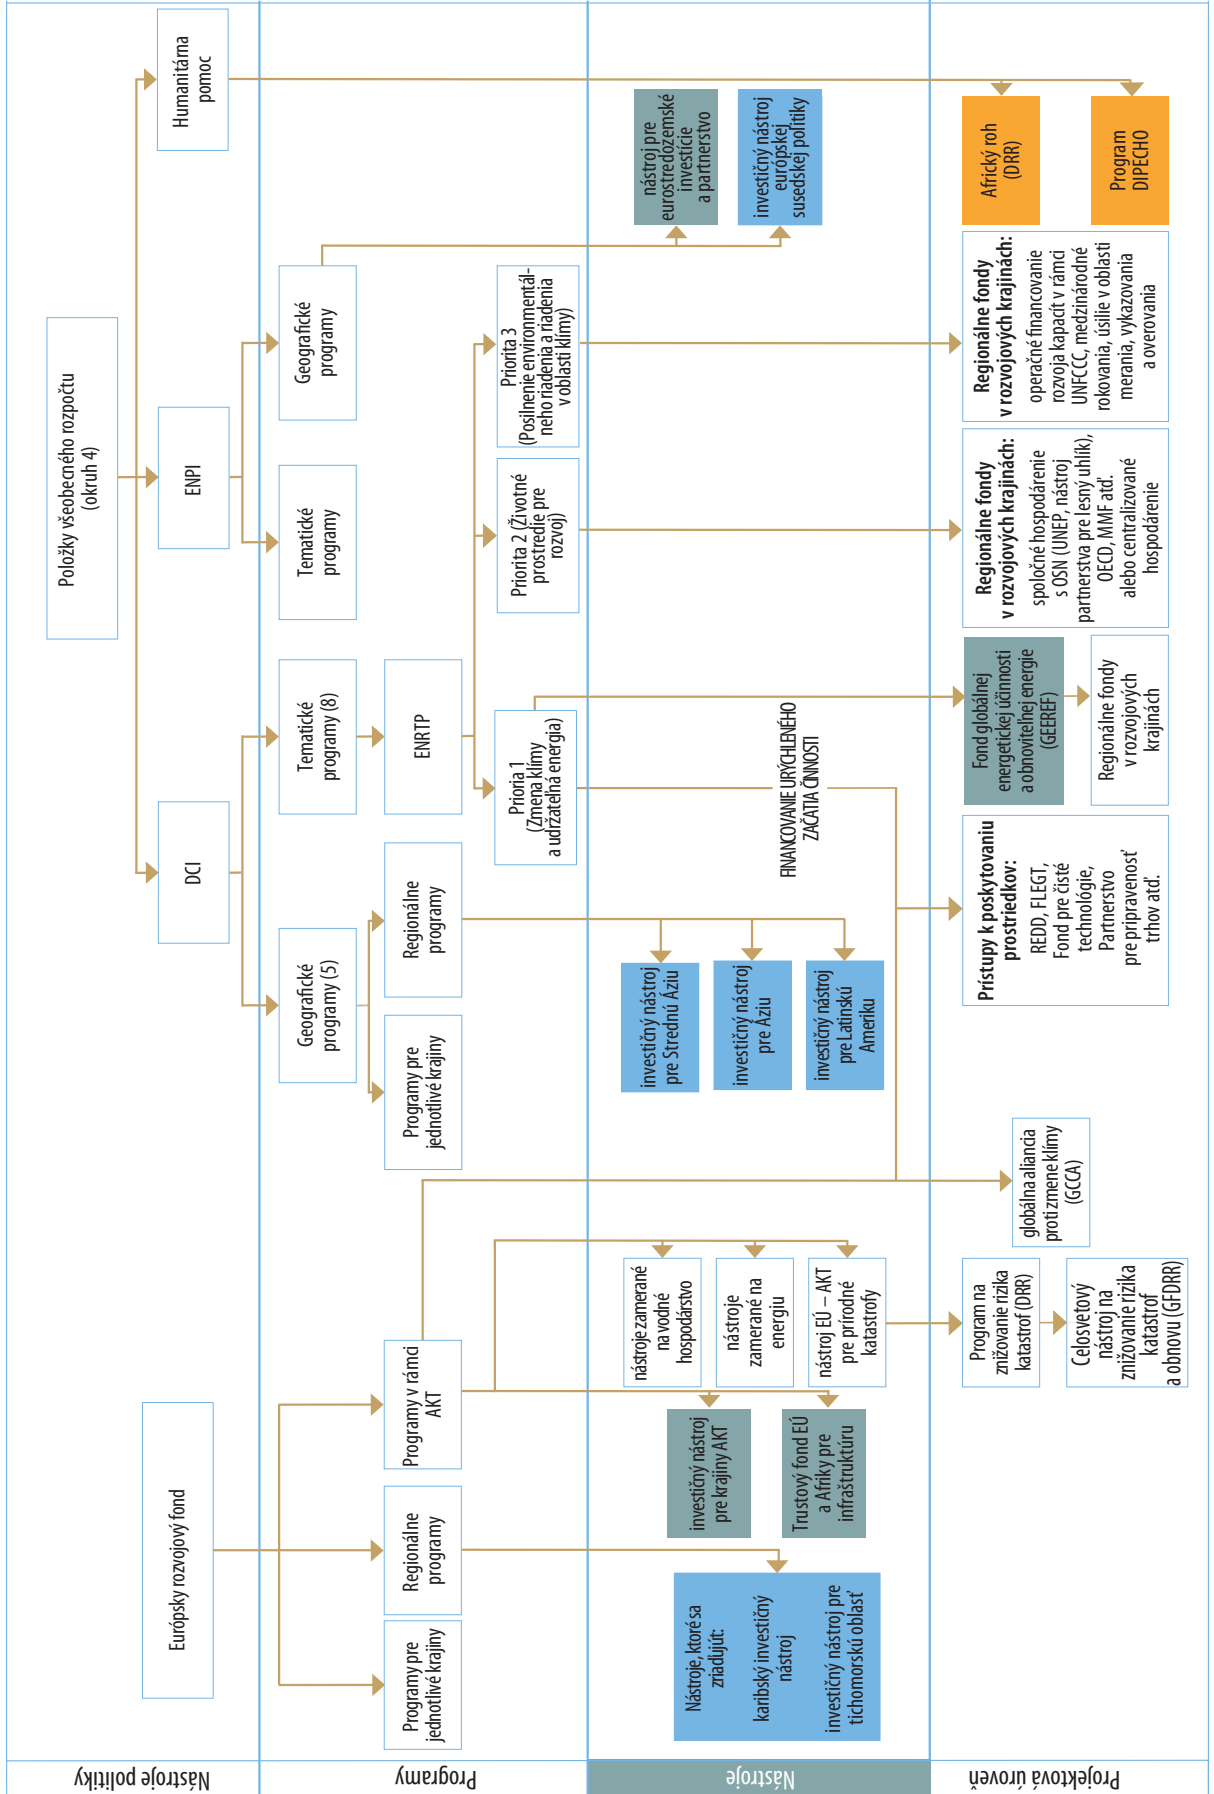 Nástroje politiky
Európsky rozvojový fond
Položky všeobecného rozpočtu
(okruh 4)
DCI
ENPI
Humanitárna
pomoc
Programy
Programy pre
jednotlivé krajiny
Regionálne
programy
Programy v rámci
AKT
Geografické
programy (5)
Programy pre
jednotlivé krajiny
Regionálne
programy
Tematické
programy (8)
ENRTP
Tematické
programy
Geografické
programy
Prioria 1
(Zmena klímy
a udržateľná energia)
Priorita 2 (Životné
prostredie pre
rozvoj)
Priorita 3
(Posilnenie environmentál-
neho riadenia a riadenia
v oblasti klímy)
Nástroje
Nástroje, ktoré sa
zriaďujút:
karibský investičný
nástroj
investičný nástroj pre
tichomorskú oblasť
investičný nástroj
pre krajiny AKT
Trustový fond EÚ
a Afriky pre
infraštruktúru
nástroje zamerané
na vodné
hospodárstvo
nástroje
zamerané na
energiu
nástroj EÚ – AKT
pre prírodné
katastrofy
investičný nástroj
pre Strednú Áziu
investičný nástroj
pre Áziu
investičný nástroj
pre Latinskú
Ameriku
FINANCOVANIE URÝCHLENÉHO
ZAČATIA ČINNOSTI
nástroj pre
eurostredozemské
investície
a partnerstvo
investičný nástroj
európskej
susedskej politiky
Projektová úroveň
Program na
znižovanie rizika
katastrof (DRR)
Celosvetový
nástroj na
znižovanie rizika
katastrof
a obnovu (GFDRR)
globálna aliancia
proti zmene klímy
(GCCA)
Prístupy k poskytovaniu
prostriedkov:
REDD, FLEGT,
Fond pre čisté
technológie,
Partnerstvo
pre pripravenosť
trhov atď.
Fond globálnej
energetickej účinnosti
a obnoviteľnej energie
(GEEREF)
Regionálne fondy
v rozvojových
krajinách
Regionálne fondy
v rozvojových krajinách:
spoločné hospodárenie
s OSN (UNEP, nástroj
partnerstva pre lesný uhlík),
OECD, MMF atď.
alebo centralizované
hospodárenie
Regionálne fondy
v rozvojových krajinách:
operačné financovanie
rozvoja kapacít v rámci
UNFCCC, medzinárodné
rokovania, úsilie v oblasti
merania, vykazovania
a overovania
Africký roh
(DRR)
Program
DIPECHO